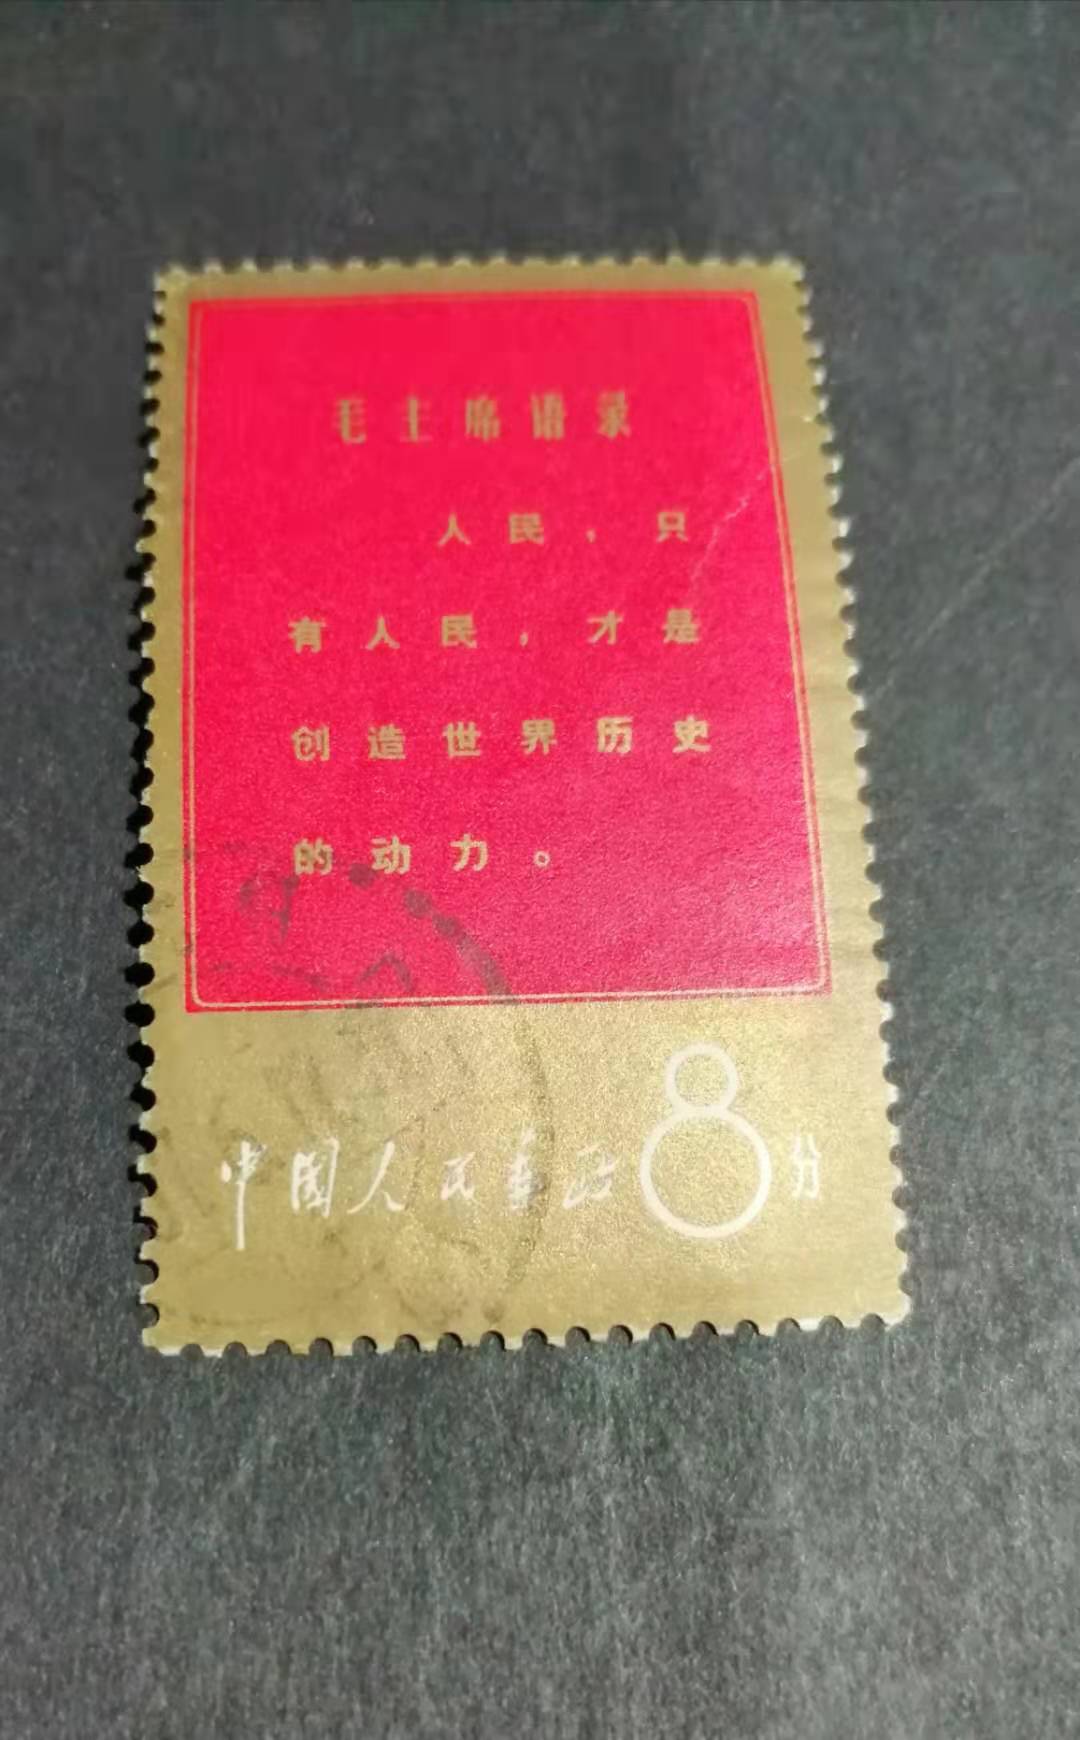 毛主席语录
人民，只
有人民，才是
创造世界历史
的动力。
中国人民邮政8分